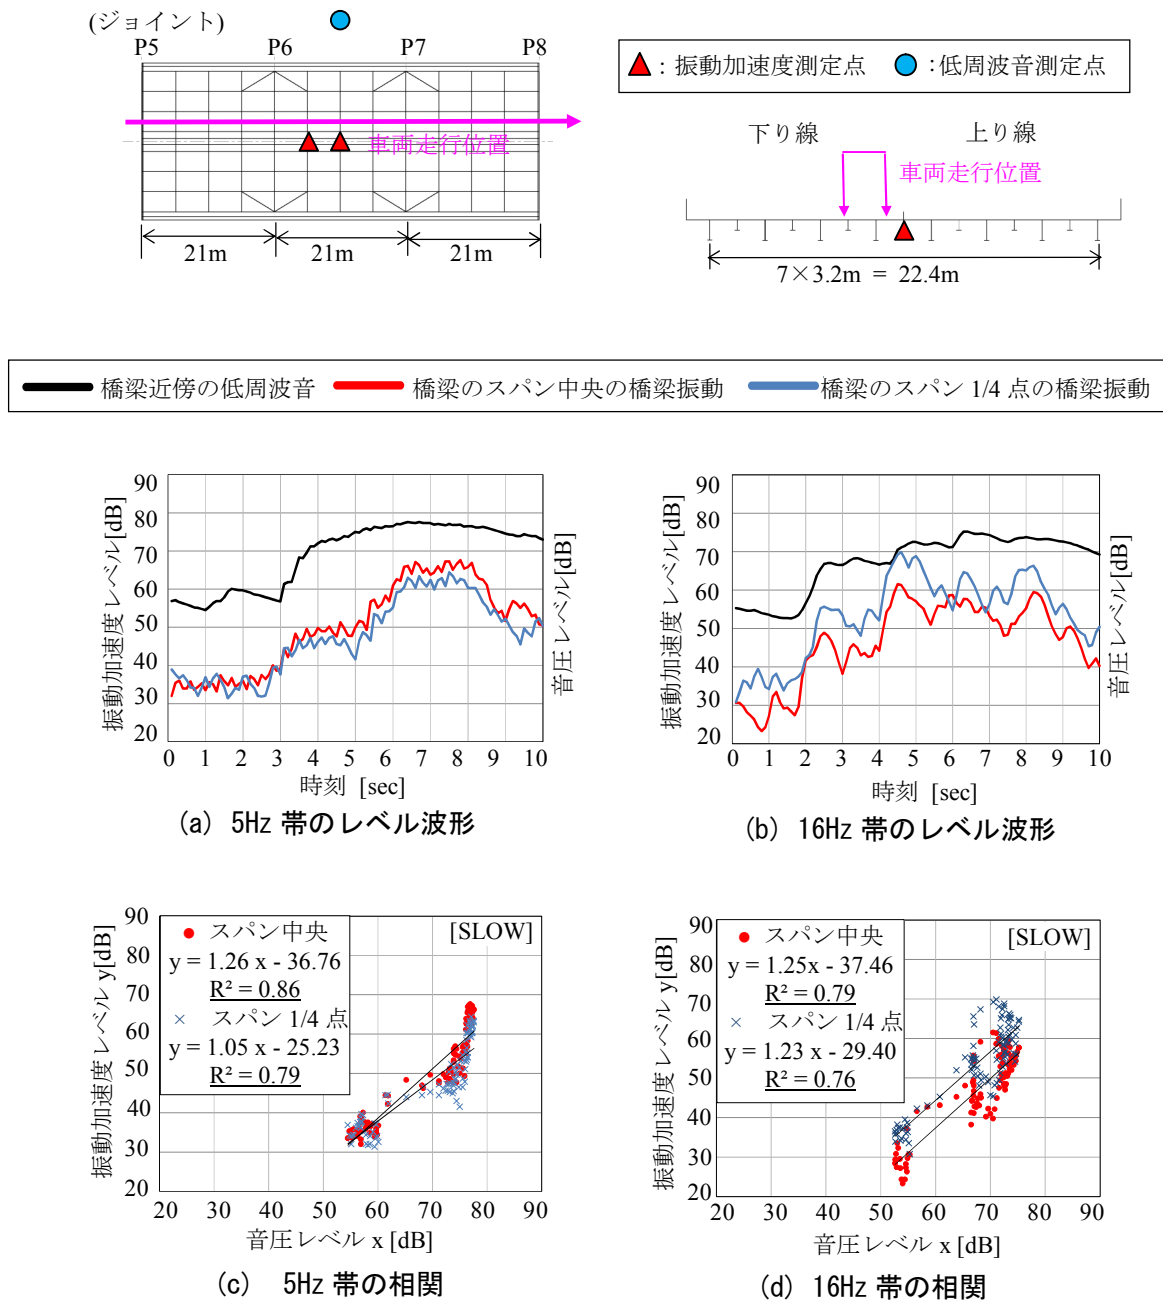 (ジョイント)
P5 P6 P7 P8
車両走行位置
21m 21m 21m
:振動加速度測定点 :低周波音測定点
下り線 上り線
車両走行位置
7×3.2m = 22.4m
橋梁近傍の低周波音 橋梁のスパン中央の橋梁振動 橋梁のスパン 1/4 点の橋梁振動
振動加速度レベル[dB]
90
80
70
60
50
40
30
20
音圧レベル[dB]
0 1 2 3 4 5 6 7 8 9 10
時刻 [sec]
(a) 5Hz 帯のレベル波形
振動加速度レベル[dB]
90
80
70
60
50
40
30
20
音圧レベル[dB]
0 1 2 3 4 5 6 7 8 9 10
時刻 [sec]
(b) 16Hz 帯のレベル波形
振動加速度レベル y[dB]
90
80
70
60
50
40
30
20
スパン中央
y = 1.26 x - 36.76
R² = 0.86
スパン 1/4 点
y = 1.05 x - 25.23
R² = 0.79
[SLOW]
20 30 40 50 60 70 80 90
音圧レベル x [dB]
(c) 5Hz 帯の相関
振動加速度レベル y[dB]
90
80
70
60
50
40
30
20
スパン中央
y = 1.25x - 37.46
R² = 0.79
スパン 1/4 点
y = 1.23 x - 29.40
R² = 0.76
[SLOW]
20 30 40 50 60 70 80 90
音圧レベル x [dB]
(d) 16Hz 帯の相関